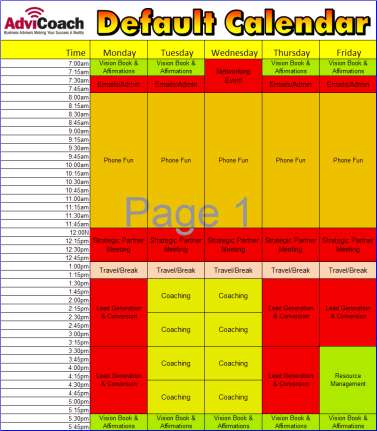 AdviCoach
Business Advisors Making Your Success A Reality
Default Calendar
Time Monday Tuesday Wednesday Thursday Friday
7:00am Vision Book & Vision Book & Vision Book & Vision Book &
7:15am Affirmations Affirmations Networking Affirmations Affirmations
7:30am Emails/Admin Emails/Admin Event Emails/Admin Emails/Admin
7:45am
8:00am
8:15am
8:30am
8:45am
9:00am
9:15am
9:30am
9:45am Phone Fun Phone Fun Phone Fun Phone Fun Phone Fun
10:00am
10:15am
10:30am
10:45am
11:00am
11:15am
11:30am
11:45am
Page 1
12:00N
12:15pm Strategic Partner Strategic Partner Strategic Partner Strategic Partner Strategic Partner
12:30pm Meeting Meeting Meeting Meeting Meeting
12:45pm
1:00pm Travel/Break Travel/Break Travel/Break Travel/Break Travel/Break
1:15pm
1:30pm
1:45pm Coaching Coaching
2:00pm
2:15pm Lead Generation Lead Generation Lead Generation
2:30pm & Conversion & Conversion & Conversion
2:45pm Coaching Coaching
3:00pm
3:15pm
3:30pm
3:45pm Coaching Coaching
4:00pm
4:15pm Lead Generation Lead Generation Resource
4:30pm & Conversion & Conversion Management
4:45pm Coaching Coaching
5:00pm
5:15pm
5:30pm Vision Book & Vision Book & Vision Book & Vision Book & Vision Book &
5:45pm Affirmations Affirmations Affirmations Affirmations Affirmations